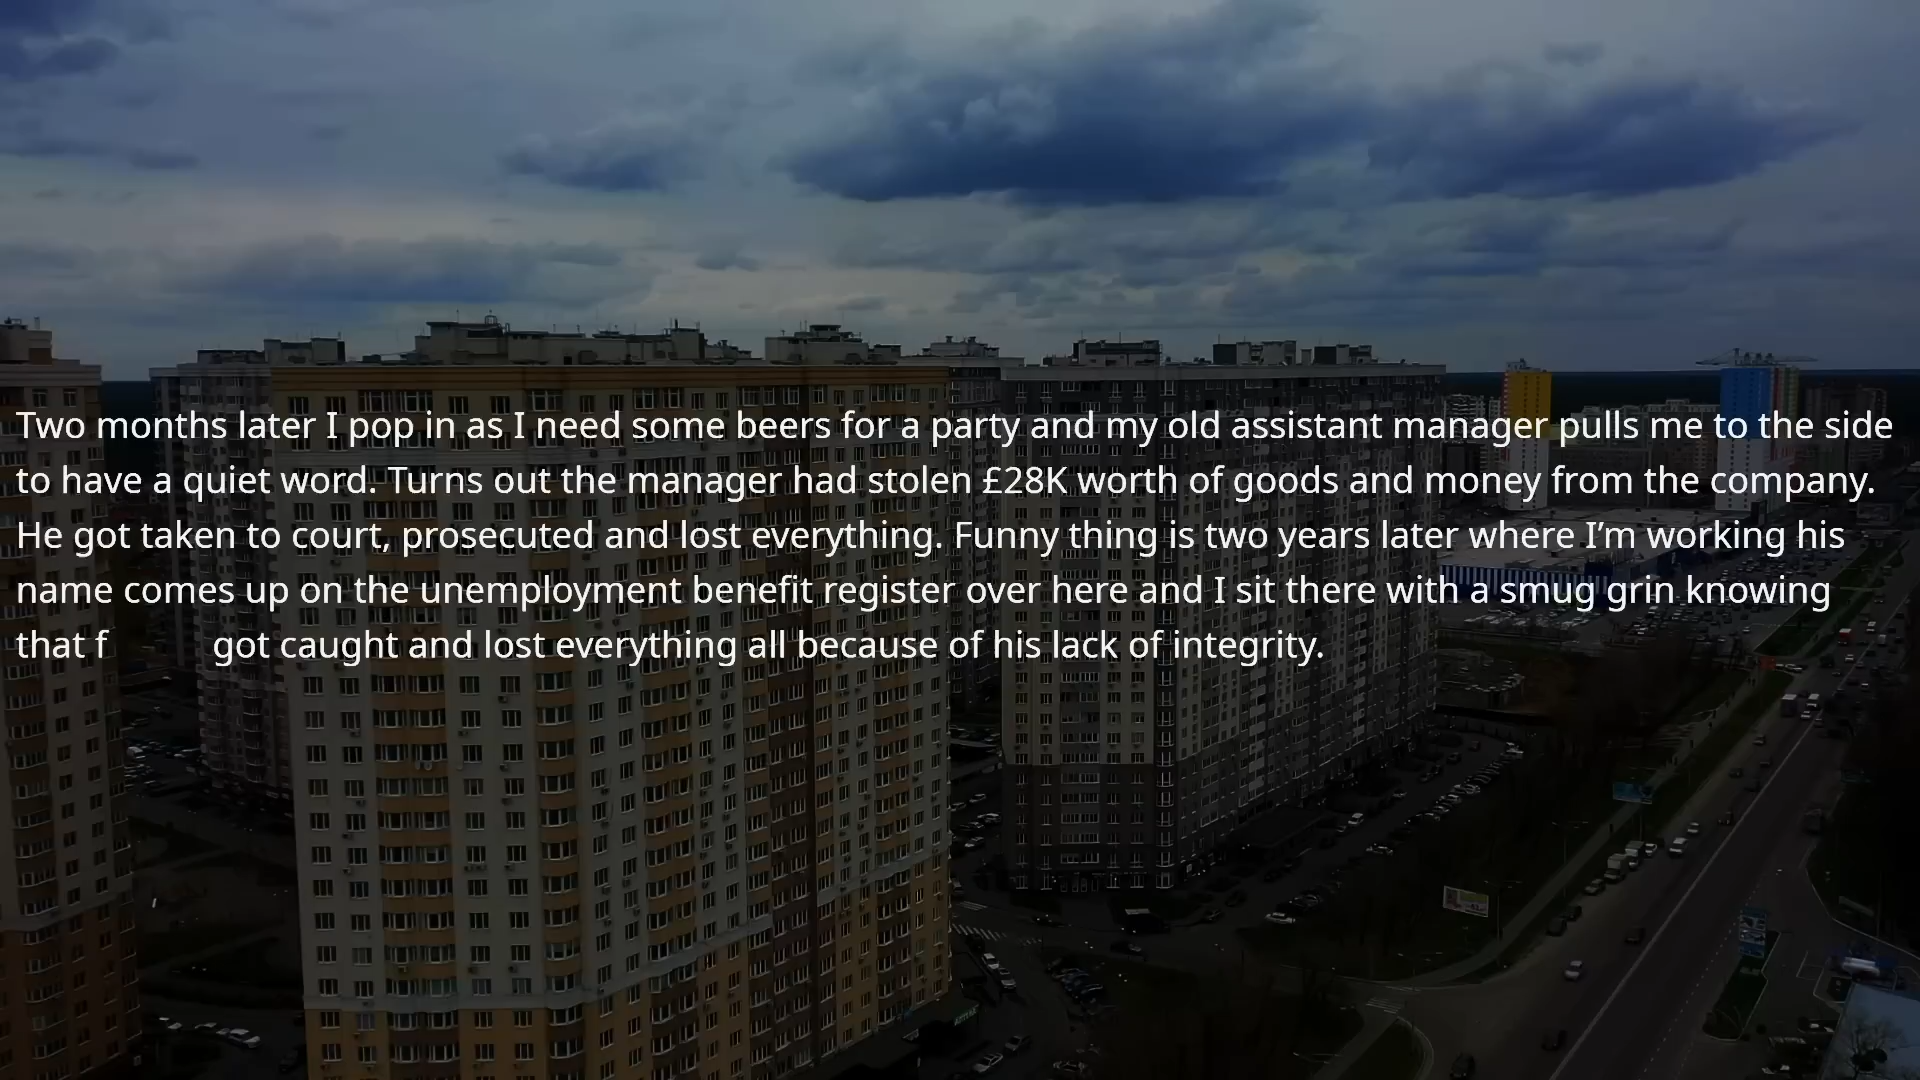 Two months later I pop in as I need some beers for a party and my old assistant manager pulls me to the side
to have a quiet word. Turns out the manager had stolen £28K worth of goods and money from the company.
He got taken to court, prosecuted and lost everything. Funny thing is two years later where I’m working his
name comes up on the unemployment benefit register over here and I sit there with a smug grin knowing
that f got caught and lost everything all because of his lack of integrity.